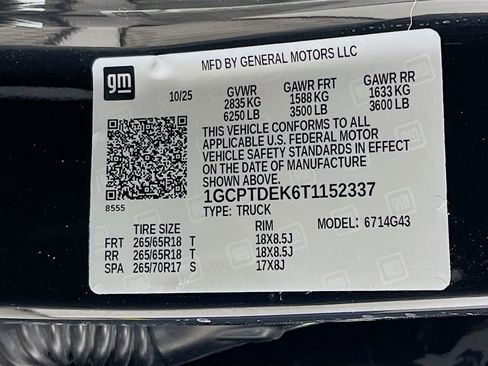 gm
MFD BY GENERAL MOTORS LLC
10/25 GVWR GAWR FRT GAWR RR
2835 KG 1588 KG 1633 KG
6250 LB 3500 LB 3600 LB
THIS VEHICLE CONFORMS TO ALL
APPLICABLE U.S. FEDERAL MOTOR
VEHICLE SAFETY STANDARDS IN EFFECT
ON THE DATE OF MANUFACTURE
SHOWN ABOVE.
8555
1GCPTDEK6T1152337
TYPE: TRUCK
MODEL: 6714G43
TIRE SIZE RIM
FRT 265/65R18 T 18X8.5J
RR 265/65R18 T 18X8.5J
SPA 265/70R17 S 17X8J